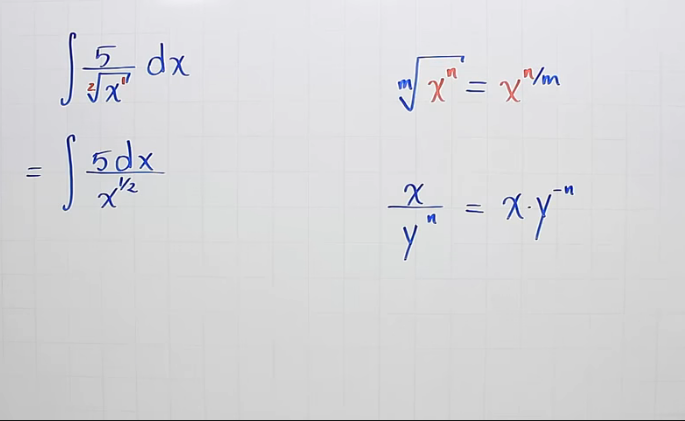 ∫ 5/²√x¹ dx
= ∫ 5dx/x^1/2
ᵐ√xⁿ = x^n/m
x/yⁿ = x·y⁻ⁿ